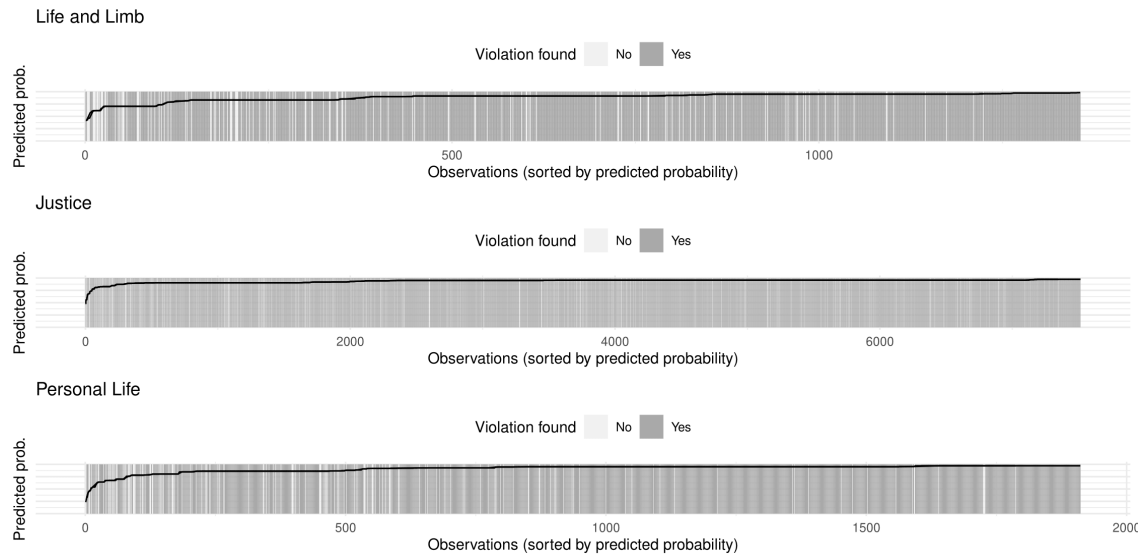 Life and Limb
Violation found No Yes
Predicted prob.
0 500 1000
Observations (sorted by predicted probability)
Justice
Violation found No Yes
Predicted prob.
0 2000 4000 6000
Observations (sorted by predicted probability)
Personal Life
Violation found No Yes
Predicted prob.
0 500 1000 1500 2000
Observations (sorted by predicted probability)